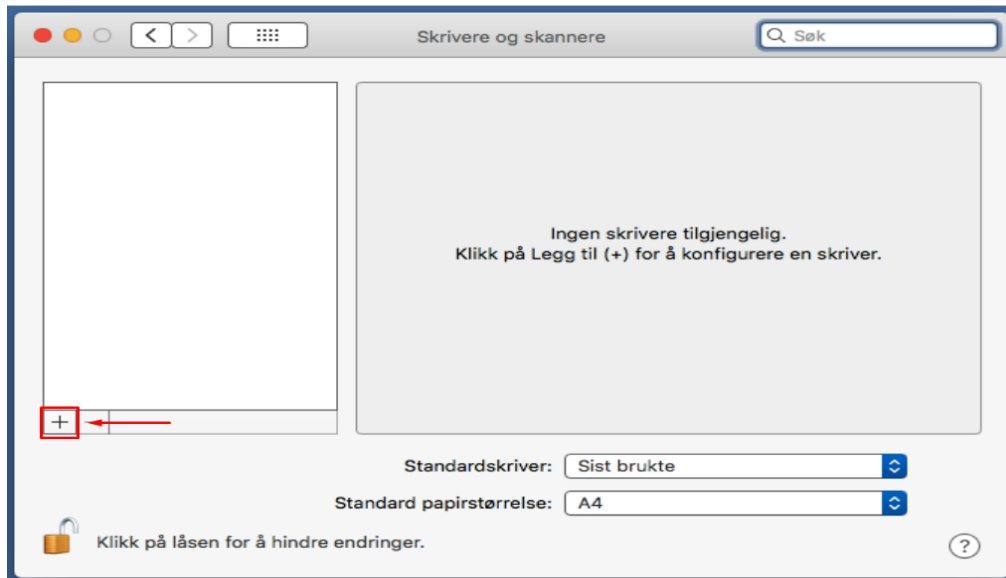 Skrivere og skannere
Søk
Ingen skrivere tilgjengelig.
Klikk på Legg til (+) for å konfigurere en skriver.
+
Standardskriver: Sist brukte
Standard papirstørrelse: A4
Klikk på låsen for å hindre endringer.
?